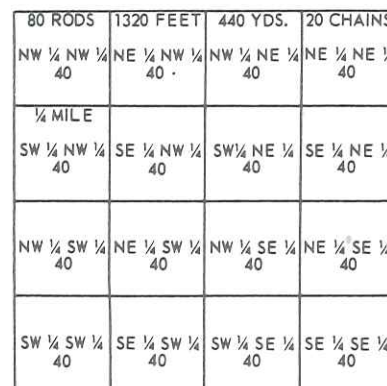 80 RODS 1320 FEET 440 YDS. 20 CHAINS
NW ¼ NW ¼ NE ¼ NW ¼ NW ¼ NE ¼ NE ¼ NE ¼
40 40 40 40
¼ MILE
SW ¼ NW ¼ SE ¼ NW ¼ SW¼ NE ¼ SE ¼ NE ¼
40 40 40 40
NW ¼ SW ¼ NE ¼ SW ¼ NW ¼ SE ¼ NE ¼ SE ¼
40 40 40 40
SW ¼ SW ¼ SE ¼ SW ¼ SW ¼ SE ¼ SE ¼ SE ¼
40 40 40 40